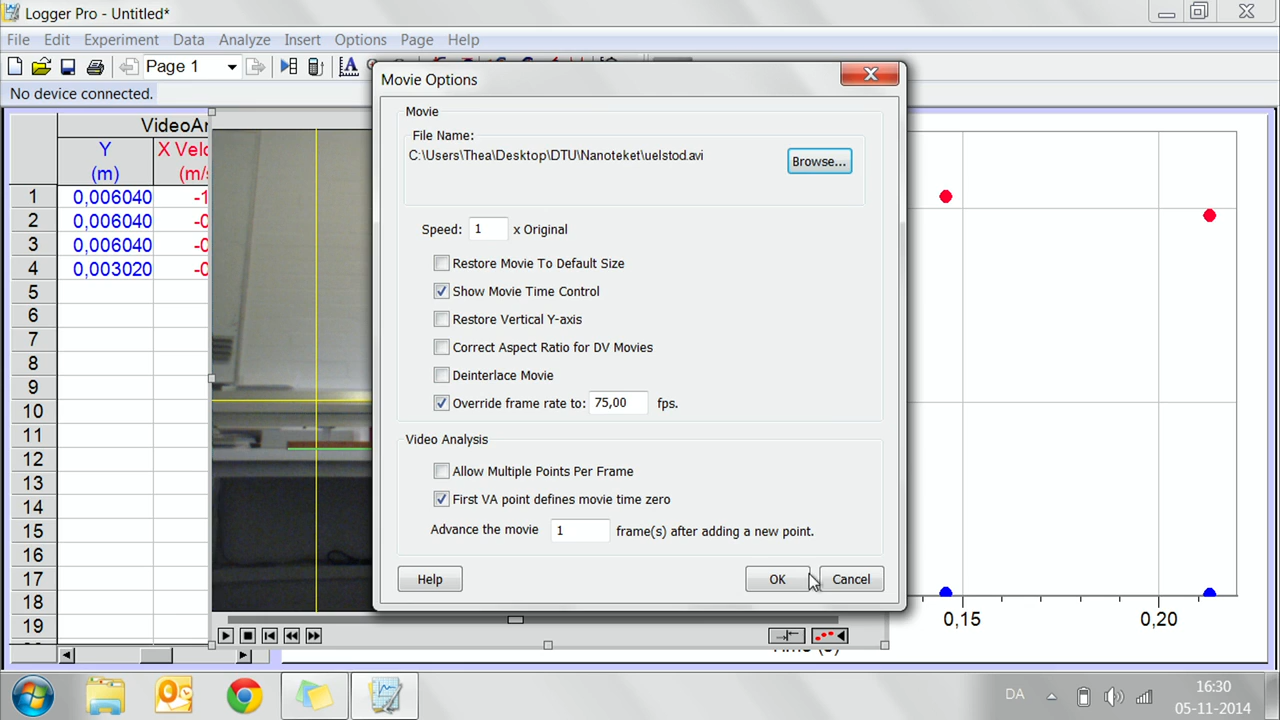 Logger Pro - Untitled*
File Edit Experiment Data Analyze Insert Options Page Help
Page 1
No device connected.
VideoAn
Y X Velo
(m) (m/s
1 0,006040 -1
2 0,006040 -0
3 0,006040 -0
4 0,003020 -0
5
6
7
8
9
10
11
12
13
14
15
16
17
18
19
Movie Options
Movie
File Name:
C:\Users\Thea\Desktop\DTU\Nanoteket\uelstod.avi
Browse...
Speed: 1 x Original
Restore Movie To Default Size
Show Movie Time Control
Restore Vertical Y-axis
Correct Aspect Ratio for DV Movies
Deinterlace Movie
Override frame rate to: 75,00 fps.
Video Analysis
Allow Multiple Points Per Frame
First VA point defines movie time zero
Advance the movie 1 frame(s) after adding a new point.
Help OK Cancel
0,15 0,20
DA
16:30
05-11-2014